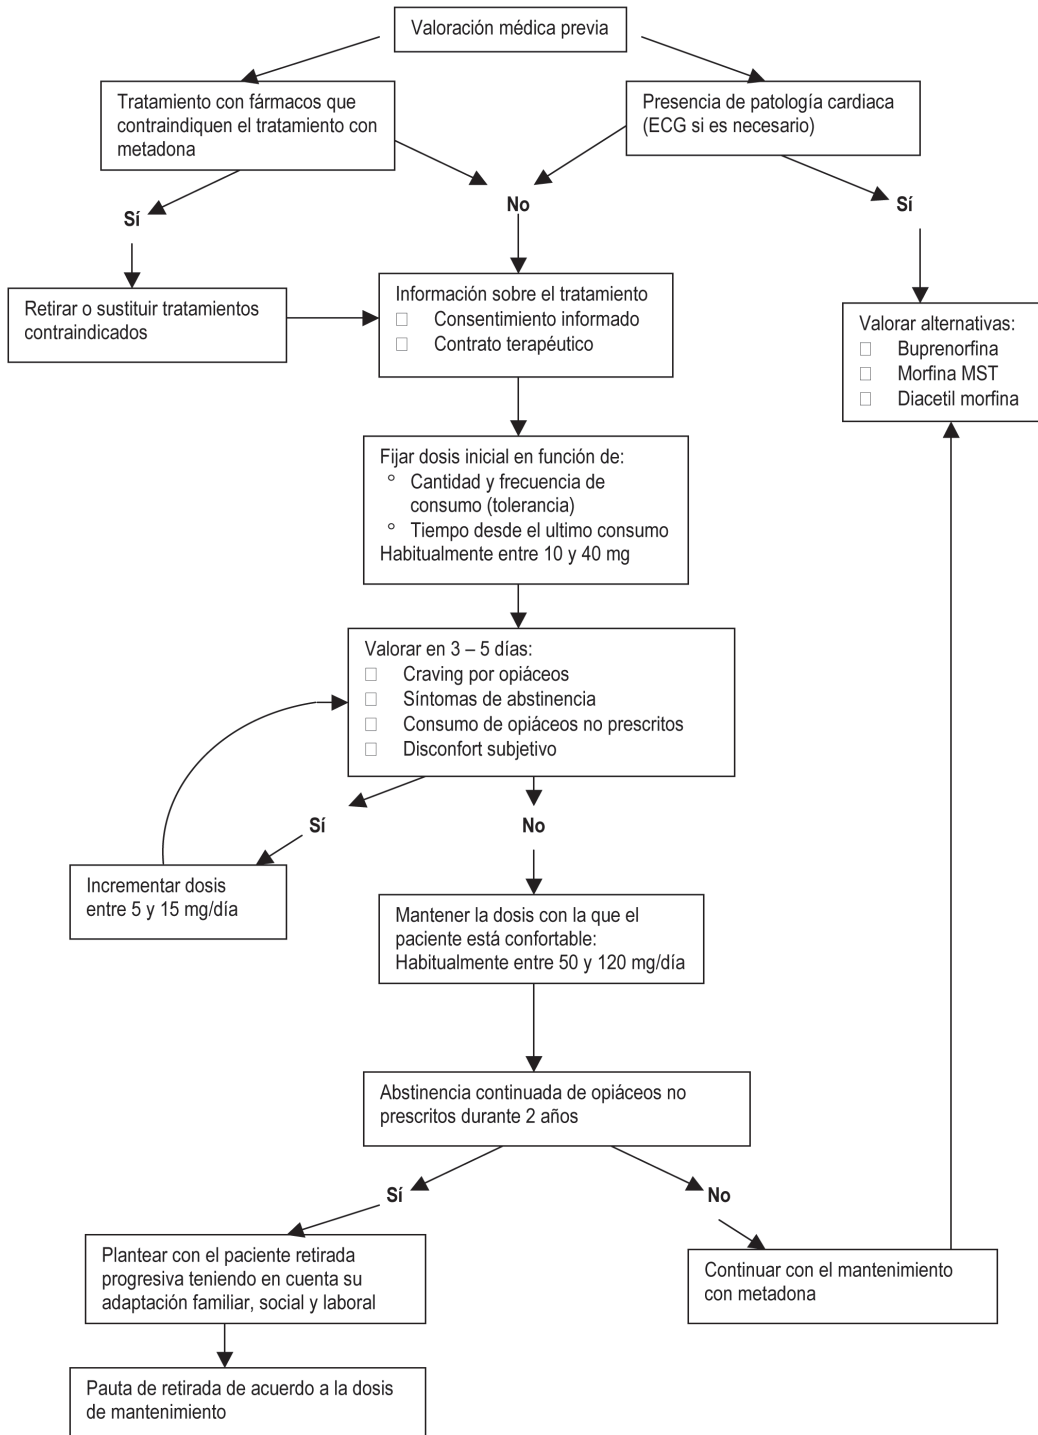 Valoración médica previa
Tratamiento con fármacos que
contraindiquen el tratamiento con
metadona
Presencia de patología cardiaca
(ECG si es necesario)
Sí
No
Sí
Retirar o sustituir tratamientos
contraindicados
Información sobre el tratamiento
□ Consentimiento informado
□ Contrato terapéutico
Valorar alternativas:
□ Buprenorfina
□ Morfina MST
□ Diacetil morfina
Fijar dosis inicial en función de:
° Cantidad y frecuencia de
consumo (tolerancia)
° Tiempo desde el ultimo consumo
Habitualmente entre 10 y 40 mg
Valorar en 3 – 5 días:
□ Craving por opiáceos
□ Síntomas de abstinencia
□ Consumo de opiáceos no prescritos
□ Disconfort subjetivo
Sí
No
Incrementar dosis
entre 5 y 15 mg/día
Mantener la dosis con la que el
paciente está confortable:
Habitualmente entre 50 y 120 mg/día
Abstinencia continuada de opiáceos no
prescritos durante 2 años
Sí
No
Plantear con el paciente retirada
progresiva teniendo en cuenta su
adaptación familiar, social y laboral
Continuar con el mantenimiento
con metadona
Pauta de retirada de acuerdo a la dosis
de mantenimiento